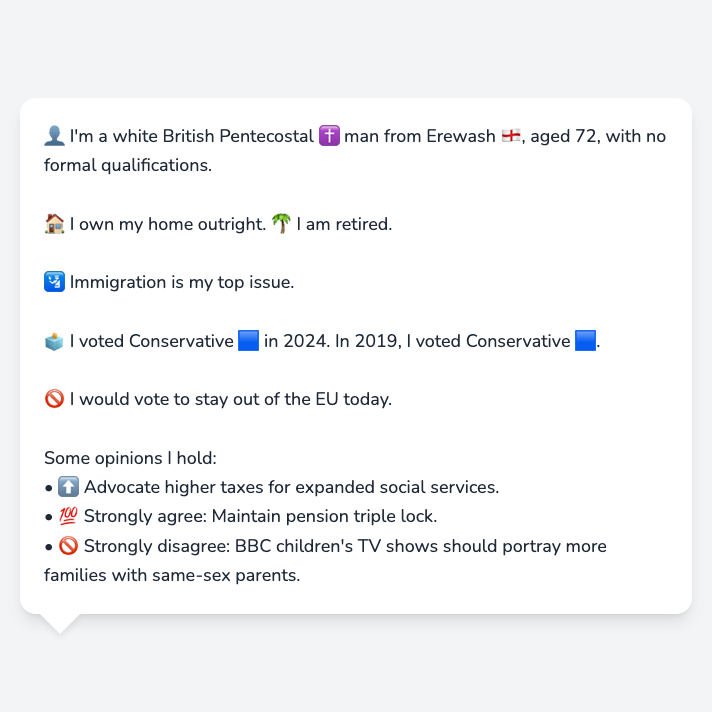 👤 I'm a white British Pentecostal ✝️ man from Erewash 🏴󠁧󠁢󠁥󠁮󠁧󠁿, aged 72, with no
formal qualifications.
🏠 I own my home outright. 🌴 I am retired.
🛂 Immigration is my top issue.
🗳️ I voted Conservative 🟦 in 2024. In 2019, I voted Conservative 🟦.
🚫 I would vote to stay out of the EU today.
Some opinions I hold:
• ⬆️ Advocate higher taxes for expanded social services.
• 💯 Strongly agree: Maintain pension triple lock.
• 🚫 Strongly disagree: BBC children's TV shows should portray more
families with same-sex parents.